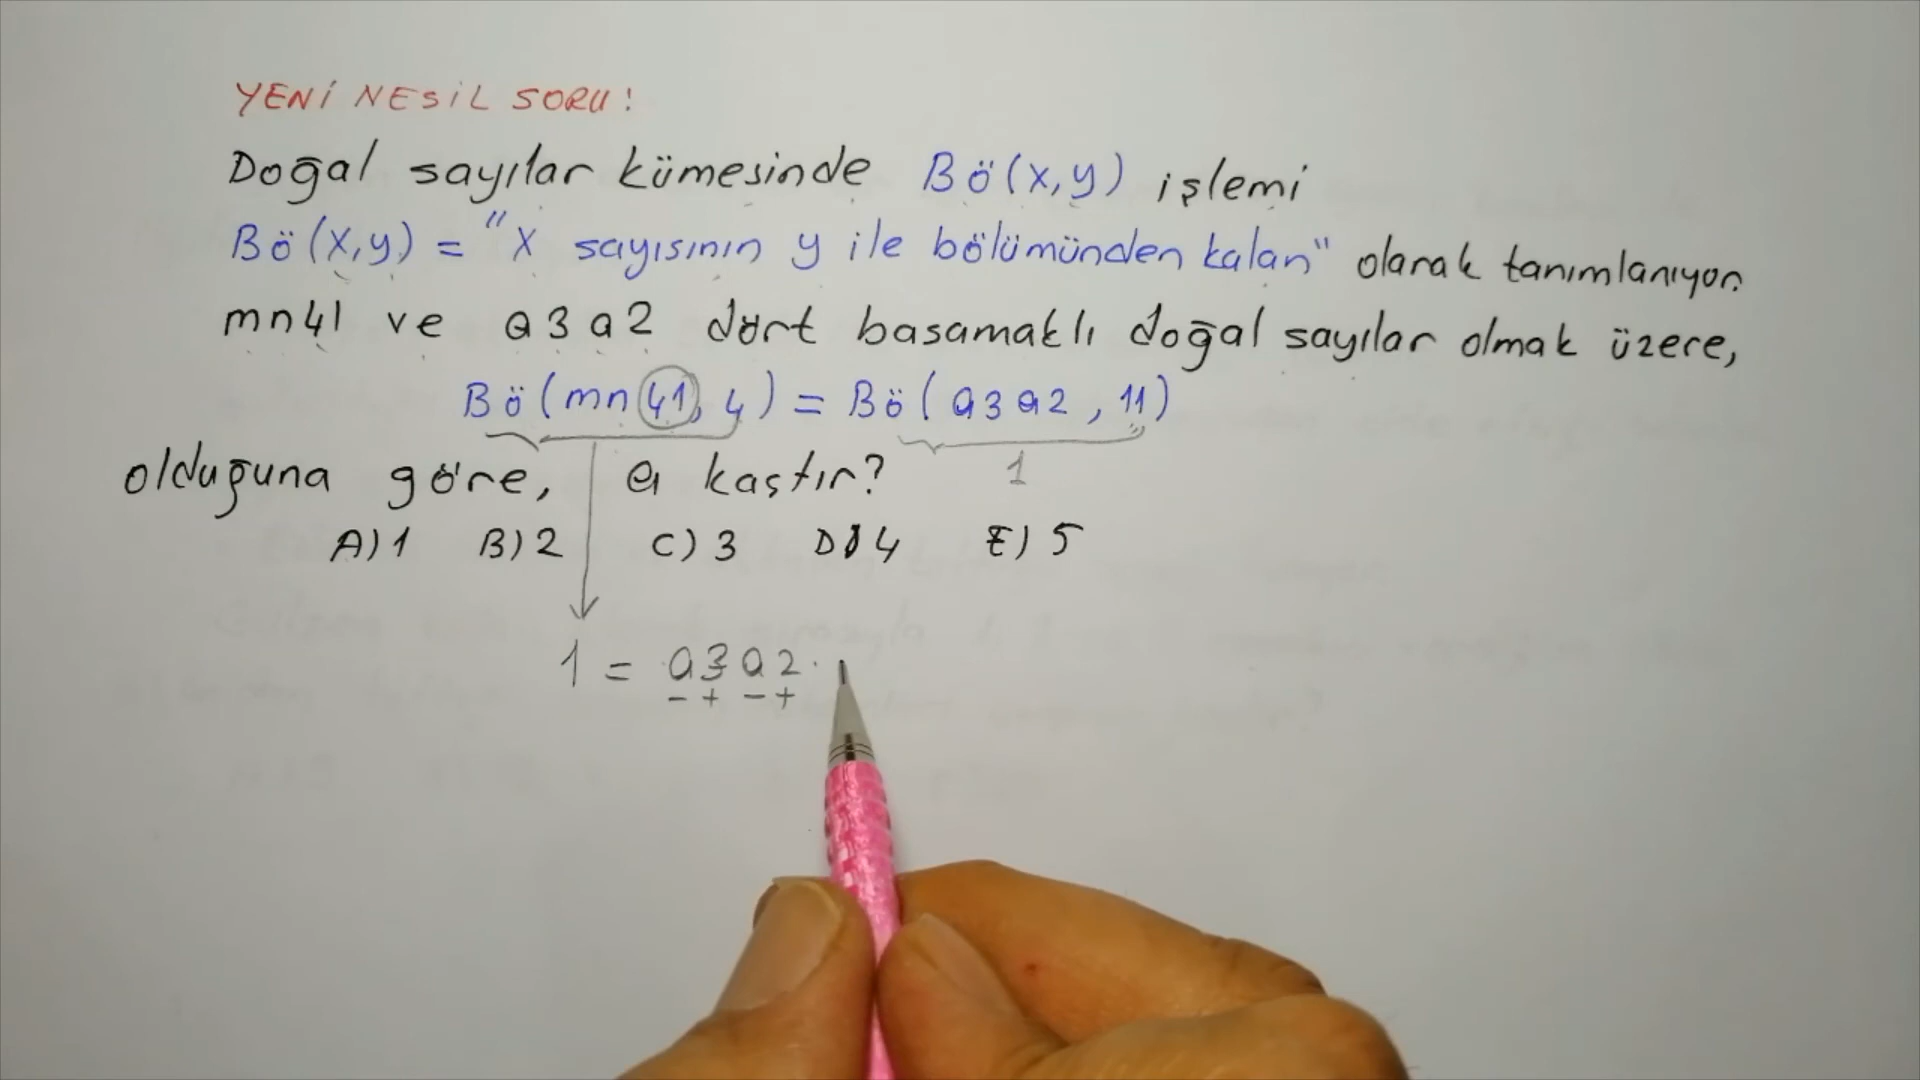 YENİ NESİL SORU!
Doğal sayılar kümesinde Bö(x,y) işlemi
Bö(x,y) = "x sayısının y ile bölümünden kalan" olarak tanımlanıyor.
mn41 ve a3a2 dört basamaklı doğal sayılar olmak üzere,
Bö(mn41, 4) = Bö(a3a2, 11)
olduğuna göre, a kaçtır? 1
A) 1 B) 2 C) 3 D) 4 E) 5
1 = a3a2
- + - +